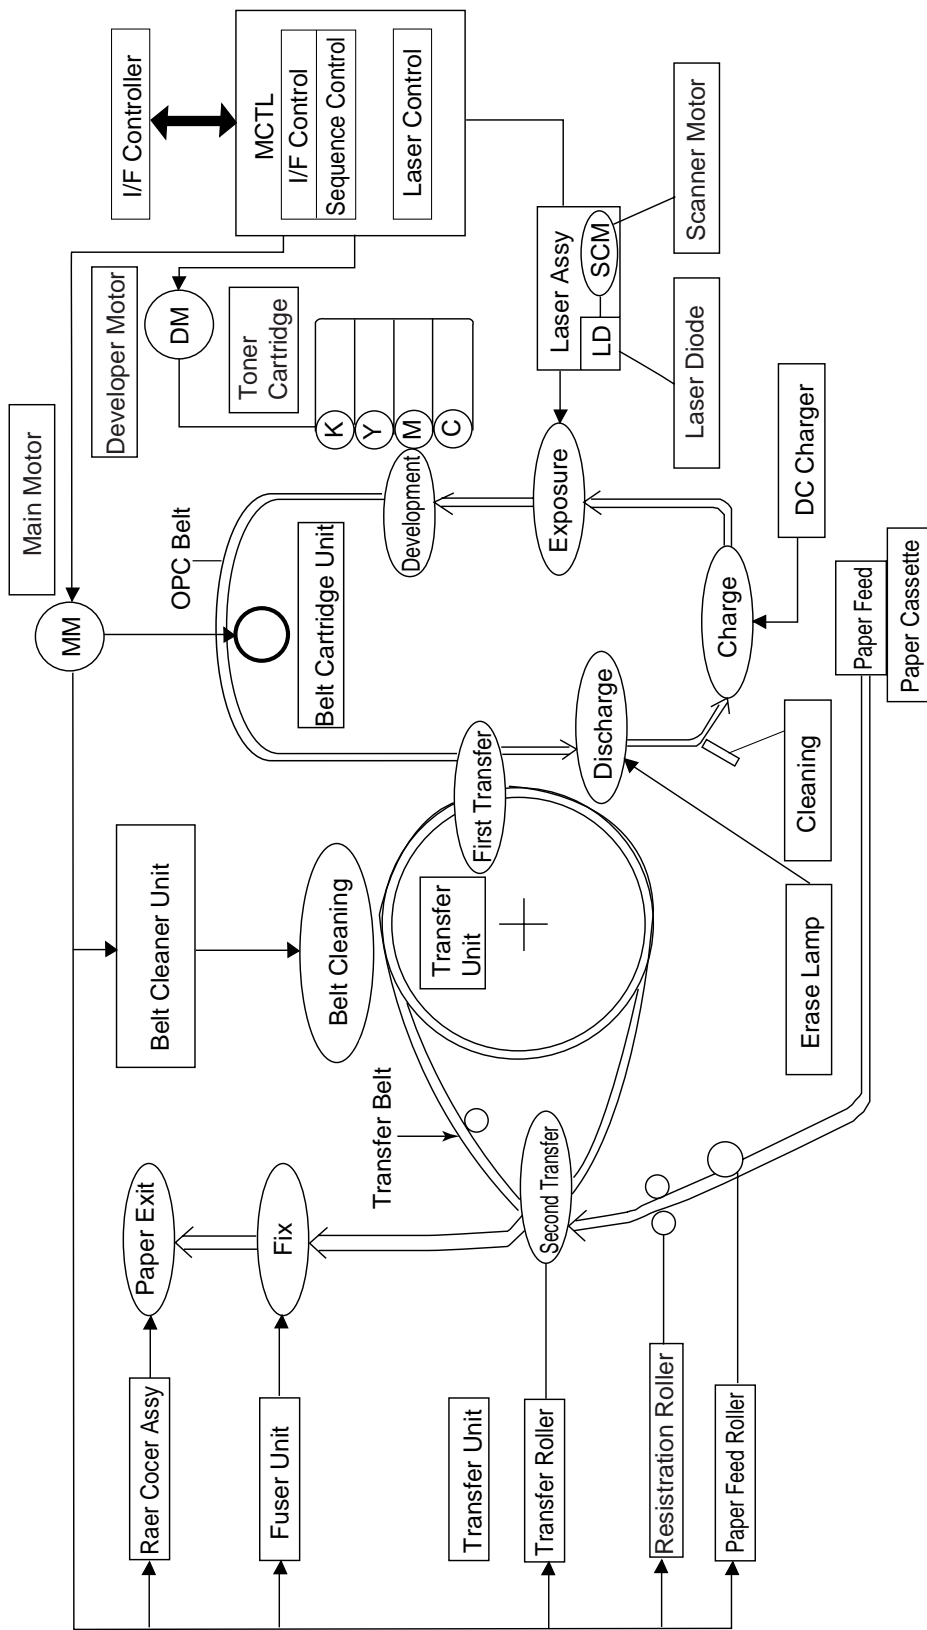 I/F Controller
MCTL
I/F Control
Sequence Control
Laser Control
Main Motor
MM
Developer Motor
DM
Toner
Cartridge
K
Y
M
C
Laser Assy
LD
SCM
Scanner Motor
Laser Diode
OPC Belt
Belt Cartridge Unit
Development
Exposure
DC Charger
Charge
Discharge
First Transfer
Cleaning
Erase Lamp
Paper Feed
Paper Cassette
Belt Cleaner Unit
Belt Cleaning
Transfer
Unit
Transfer Belt
Second Transfer
Paper Exit
Fix
Raer Cocer Assy
Fuser Unit
Transfer Unit
Transfer Roller
Resistration Roller
Paper Feed Roller